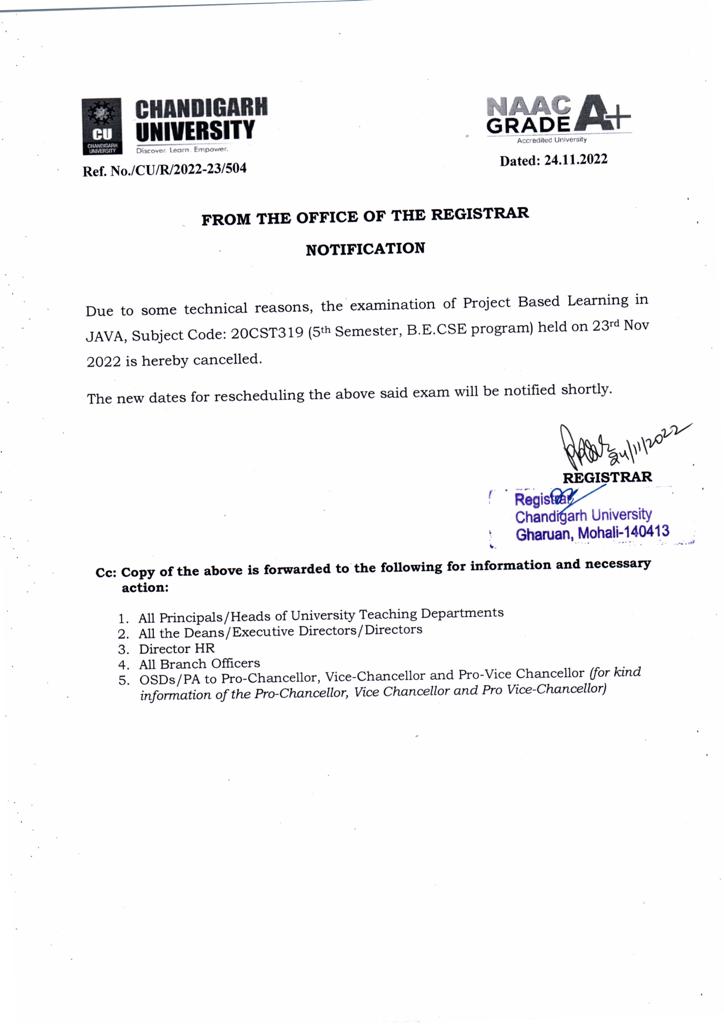 CU
CHANDIGARH
UNIVERSITY
CHANDIGARH
UNIVERSITY
Discover. Learn. Empower.
NAAC
GRADE A+
Accredited University
Ref. No./CU/R/2022-23/504
Dated: 24.11.2022
FROM THE OFFICE OF THE REGISTRAR
NOTIFICATION
Due to some technical reasons, the examination of Project Based Learning in
JAVA, Subject Code: 20CST319 (5th Semester, B.E.CSE program) held on 23rd Nov
2022 is hereby cancelled.
The new dates for rescheduling the above said exam will be notified shortly.
24/11/2022
REGISTRAR
Registrar
Chandigarh University
Gharuan, Mohali-140413
Cc: Copy of the above is forwarded to the following for information and necessary
action:
1. All Principals/Heads of University Teaching Departments
2. All the Deans/Executive Directors/Directors
3. Director HR
4. All Branch Officers
5. OSDs/PA to Pro-Chancellor, Vice-Chancellor and Pro-Vice Chancellor (for kind
information of the Pro-Chancellor, Vice Chancellor and Pro Vice-Chancellor)